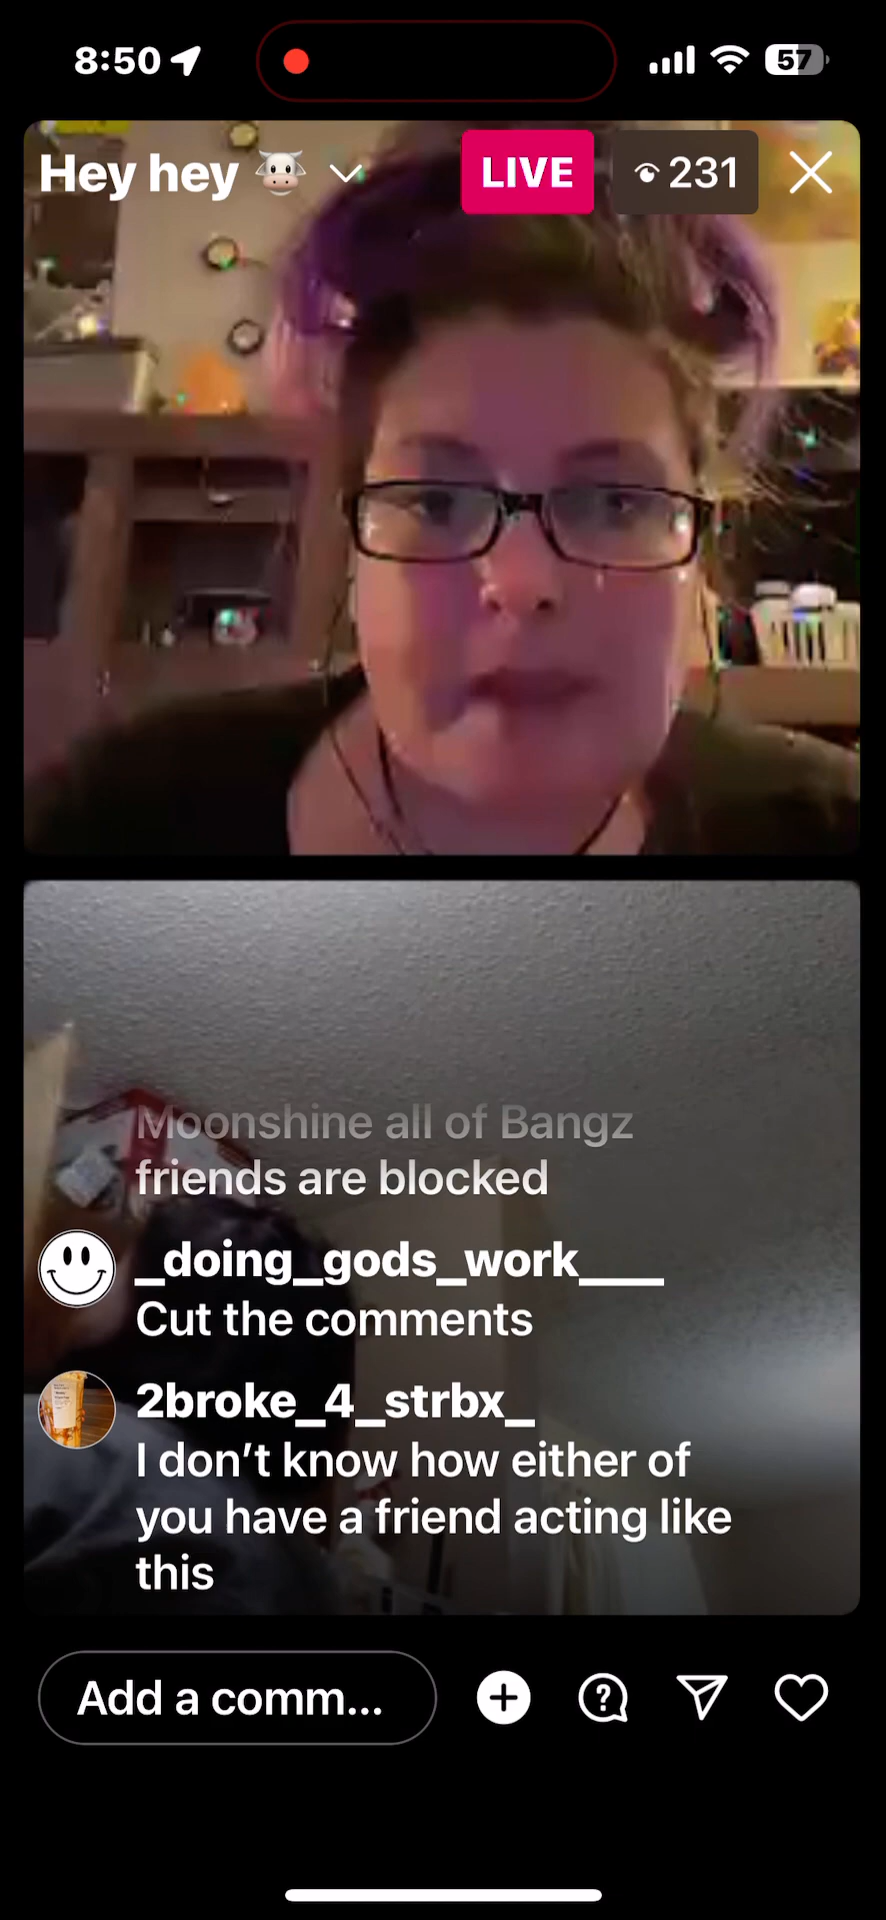 8:50
57
Hey hey 🐮
LIVE
231
Moonshine all of Bangz
friends are blocked
_doing_gods_work___
Cut the comments
2broke_4_strbx_
I don’t know how either of
you have a friend acting like
this
Add a comm...